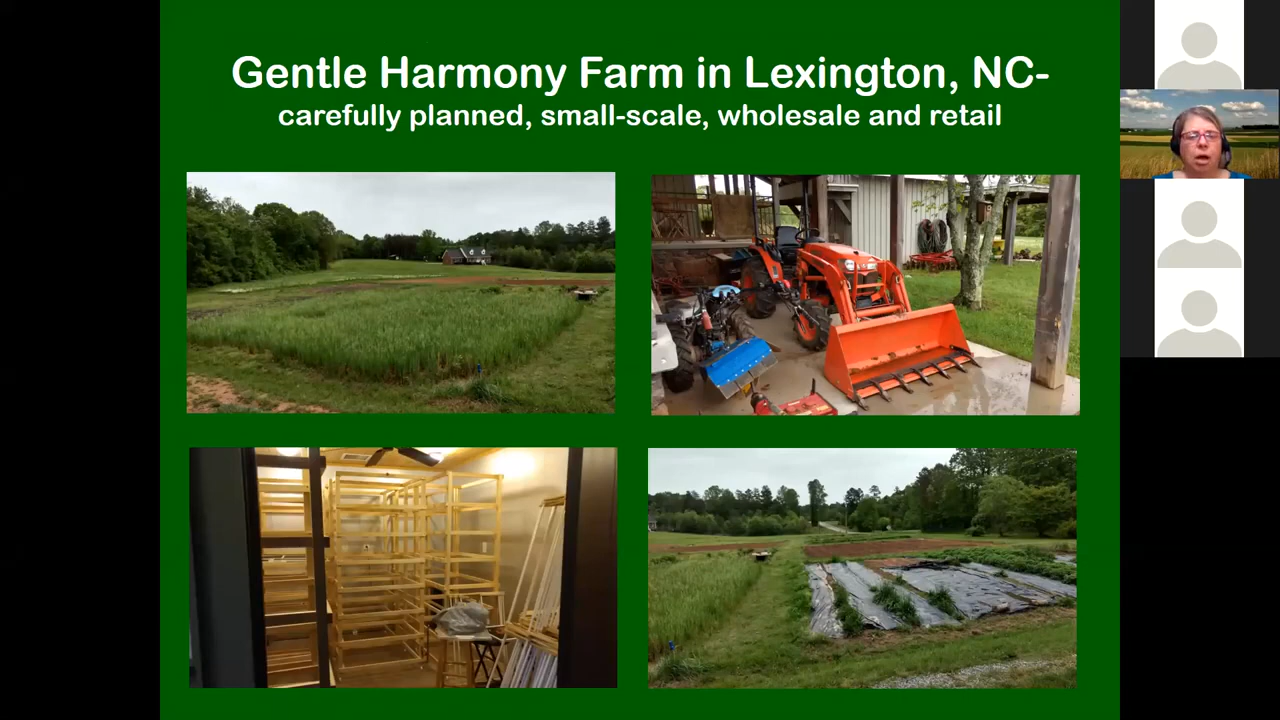 Gentle Harmony Farm in Lexington, NC-
carefully planned, small-scale, wholesale and retail